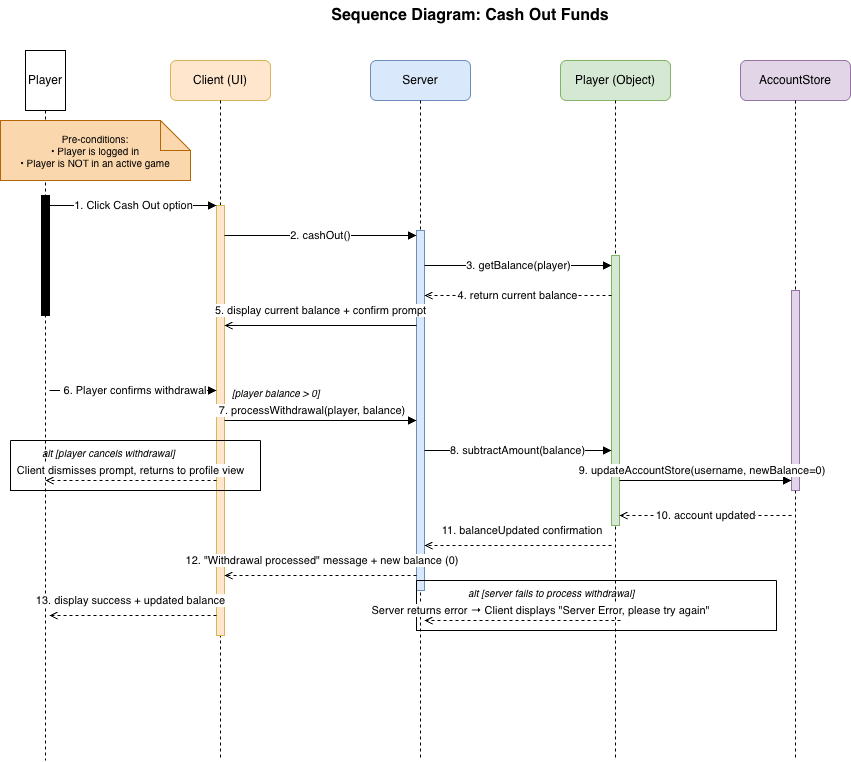 Sequence Diagram: Cash Out Funds
Player
Client (UI)
Server
Player (Object)
AccountStore
Pre-conditions:
• Player is logged in
• Player is NOT in an active game
1. Click Cash Out option
2. cashOut()
3. getBalance(player)
4. return current balance
5. display current balance + confirm prompt
6. Player confirms withdrawal
[player balance > 0]
7. processWithdrawal(player, balance)
alt [player cancels withdrawal]
Client dismisses prompt, returns to profile view
8. subtractAmount(balance)
9. updateAccountStore(username, newBalance=0)
10. account updated
11. balanceUpdated confirmation
12. "Withdrawal processed" message + new balance (0)
alt [server fails to process withdrawal]
Server returns error → Client displays "Server Error, please try again"
13. display success + updated balance